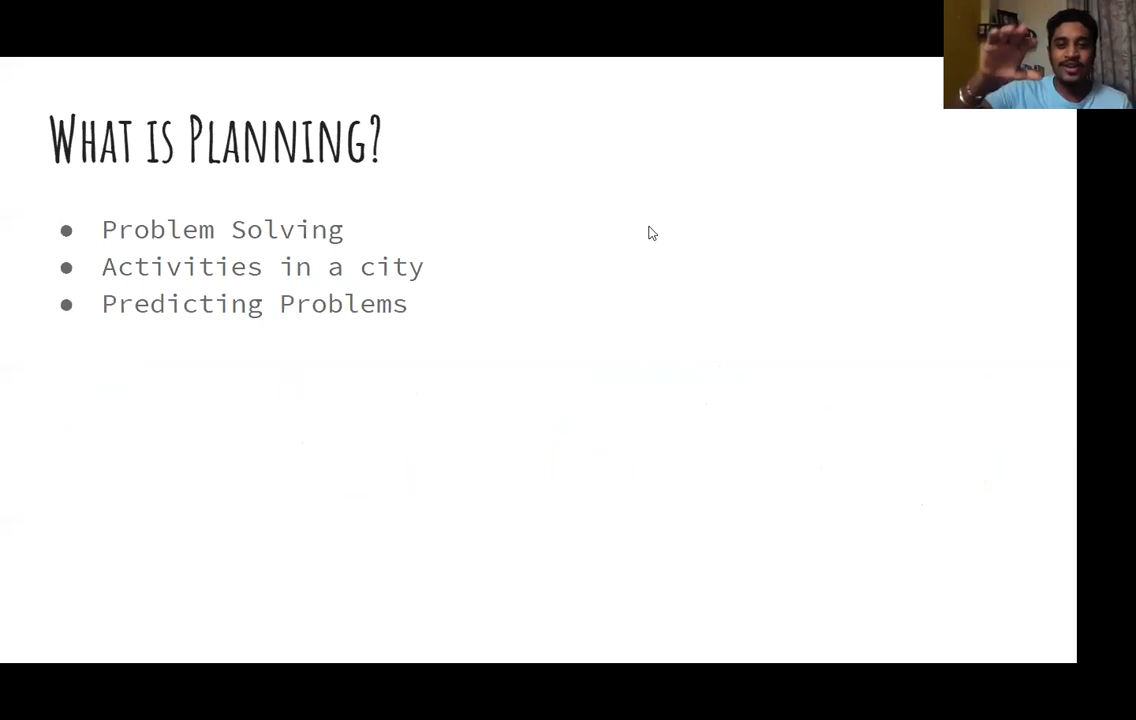 What is Planning?
● Problem Solving
● Activities in a city
● Predicting Problems